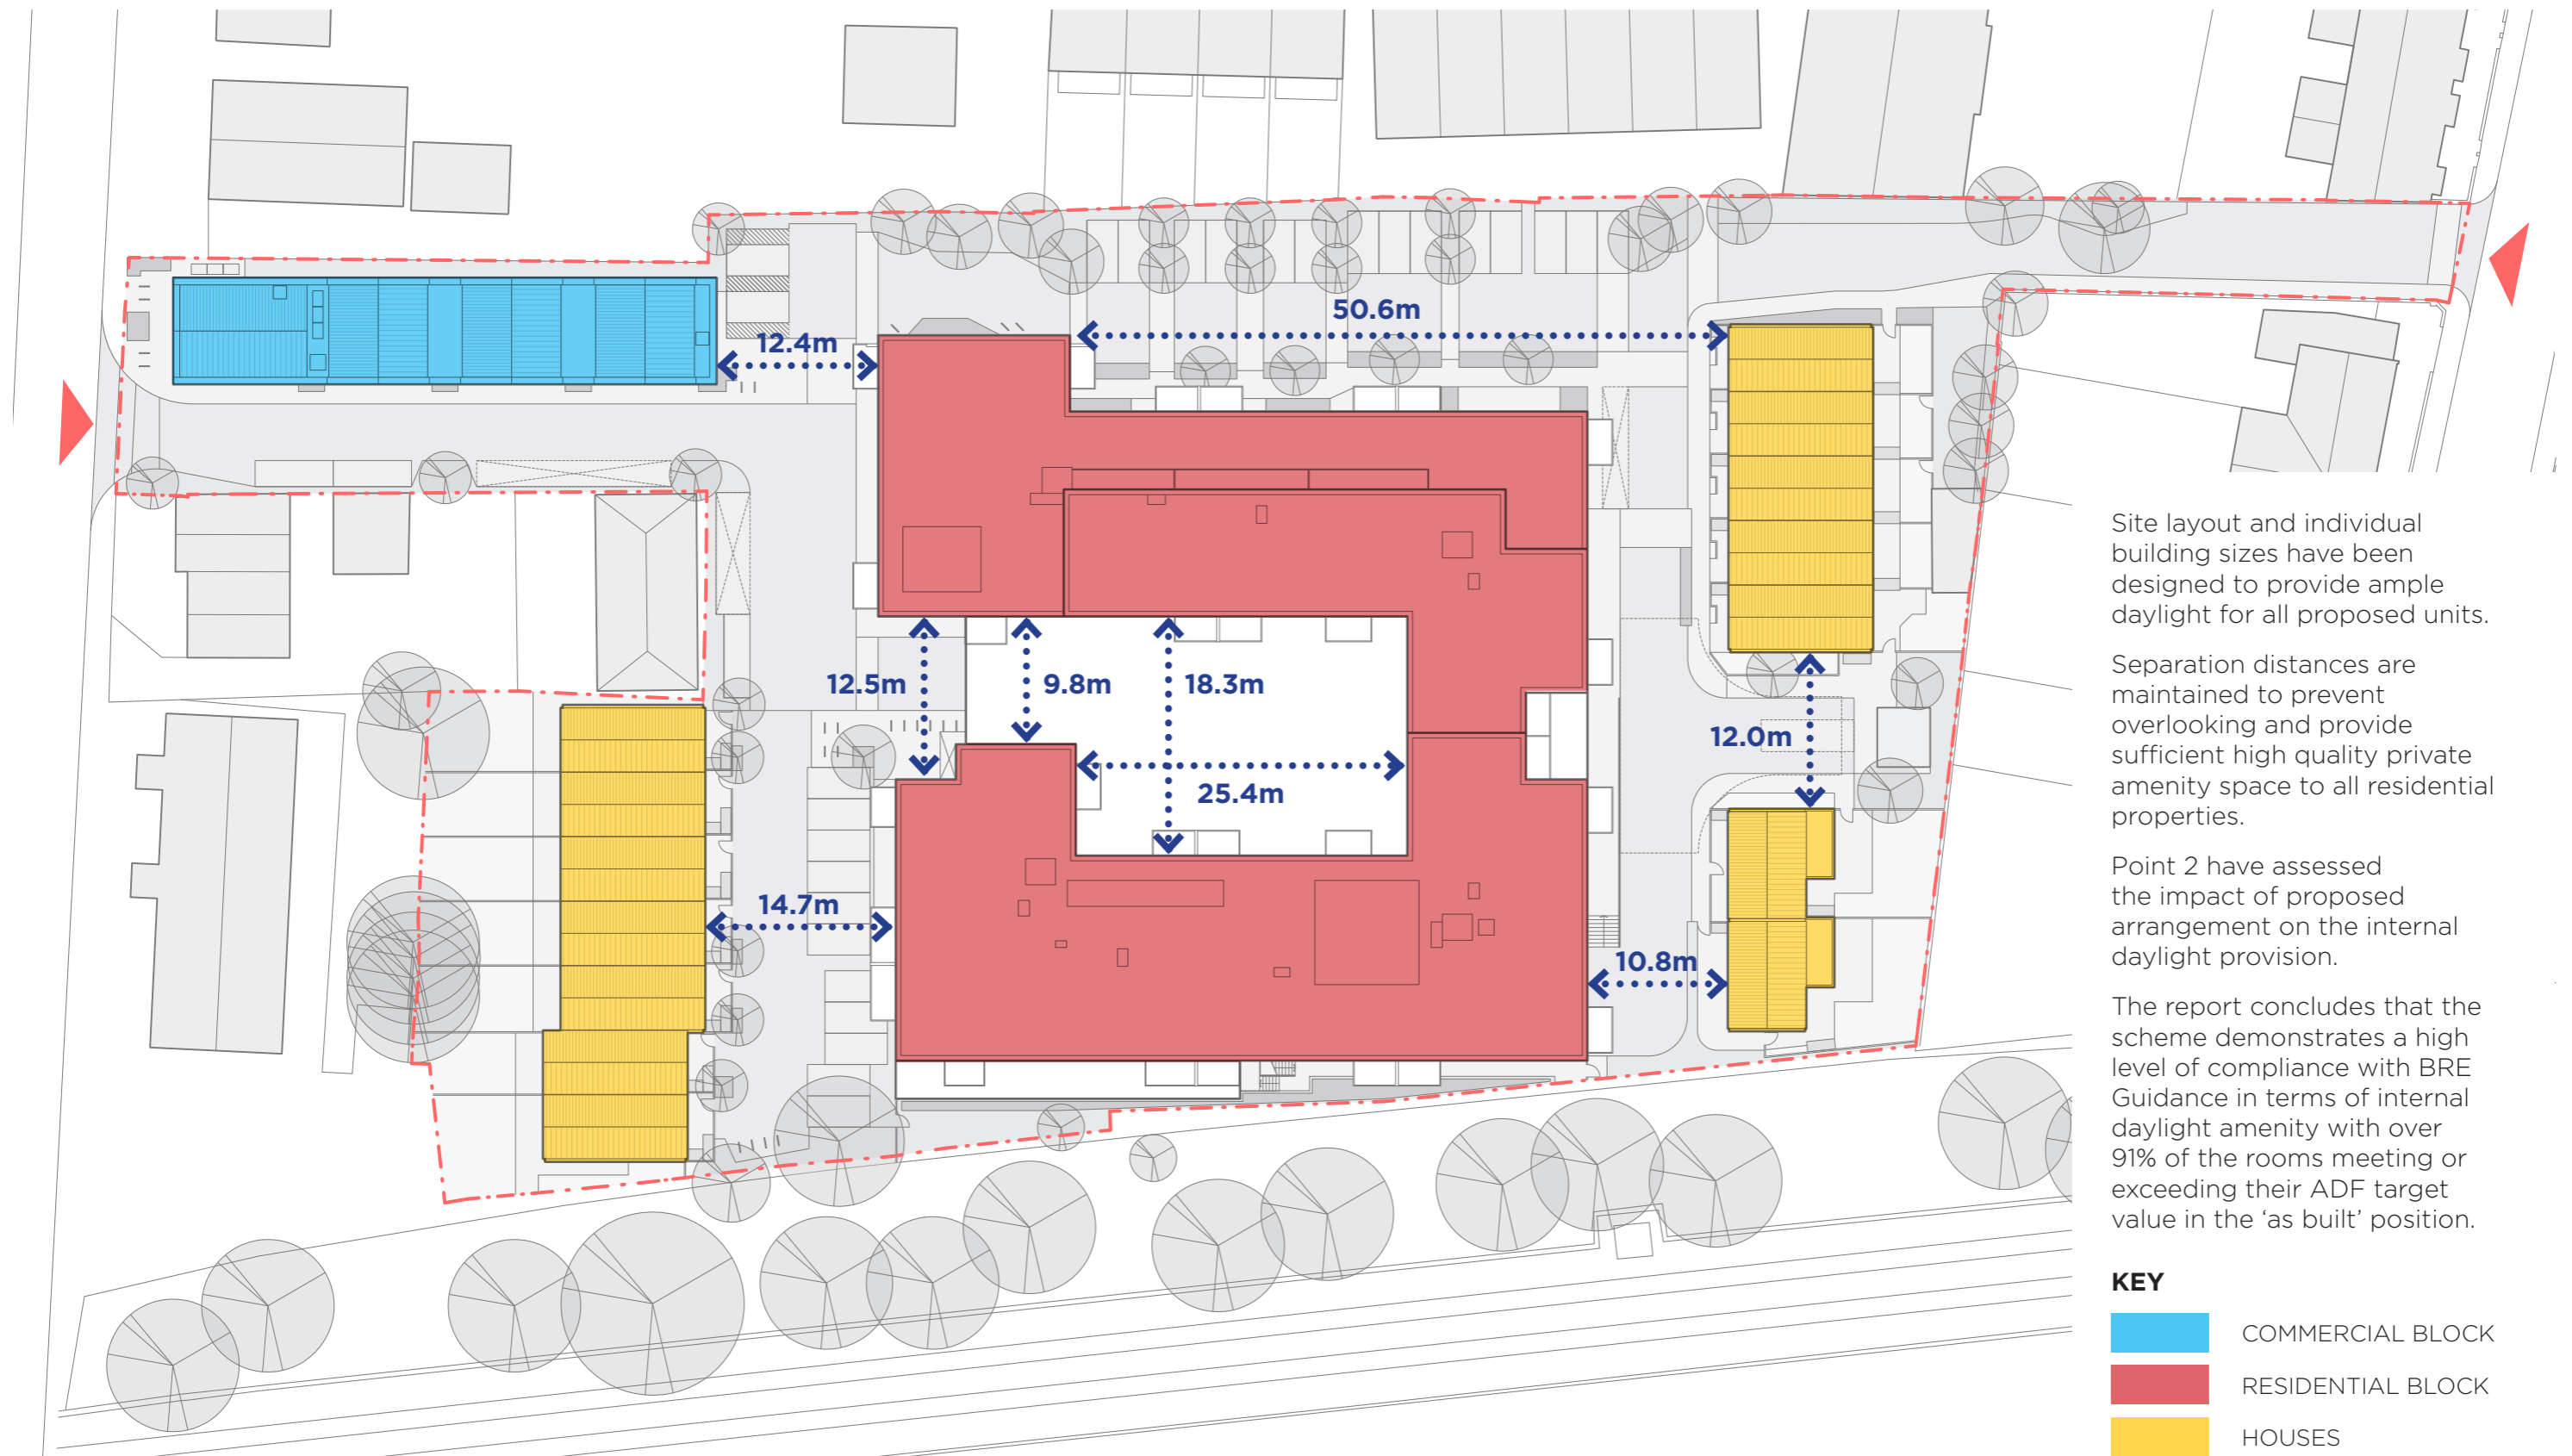 50.6m
12.4m
12.5m
9.8m
18.3m
12.0m
25.4m
14.7m
10.8m
Site layout and individual
building sizes have been
designed to provide ample
daylight for all proposed units.
Separation distances are
maintained to prevent
overlooking and provide
sufficient high quality private
amenity space to all residential
properties.
Point 2 have assessed
the impact of proposed
arrangement on the internal
daylight provision.
The report concludes that the
scheme demonstrates a high
level of compliance with BRE
Guidance in terms of internal
daylight amenity with over
91% of the rooms meeting or
exceeding their ADF target
value in the ‘as built’ position.
KEY
COMMERCIAL BLOCK
RESIDENTIAL BLOCK
HOUSES